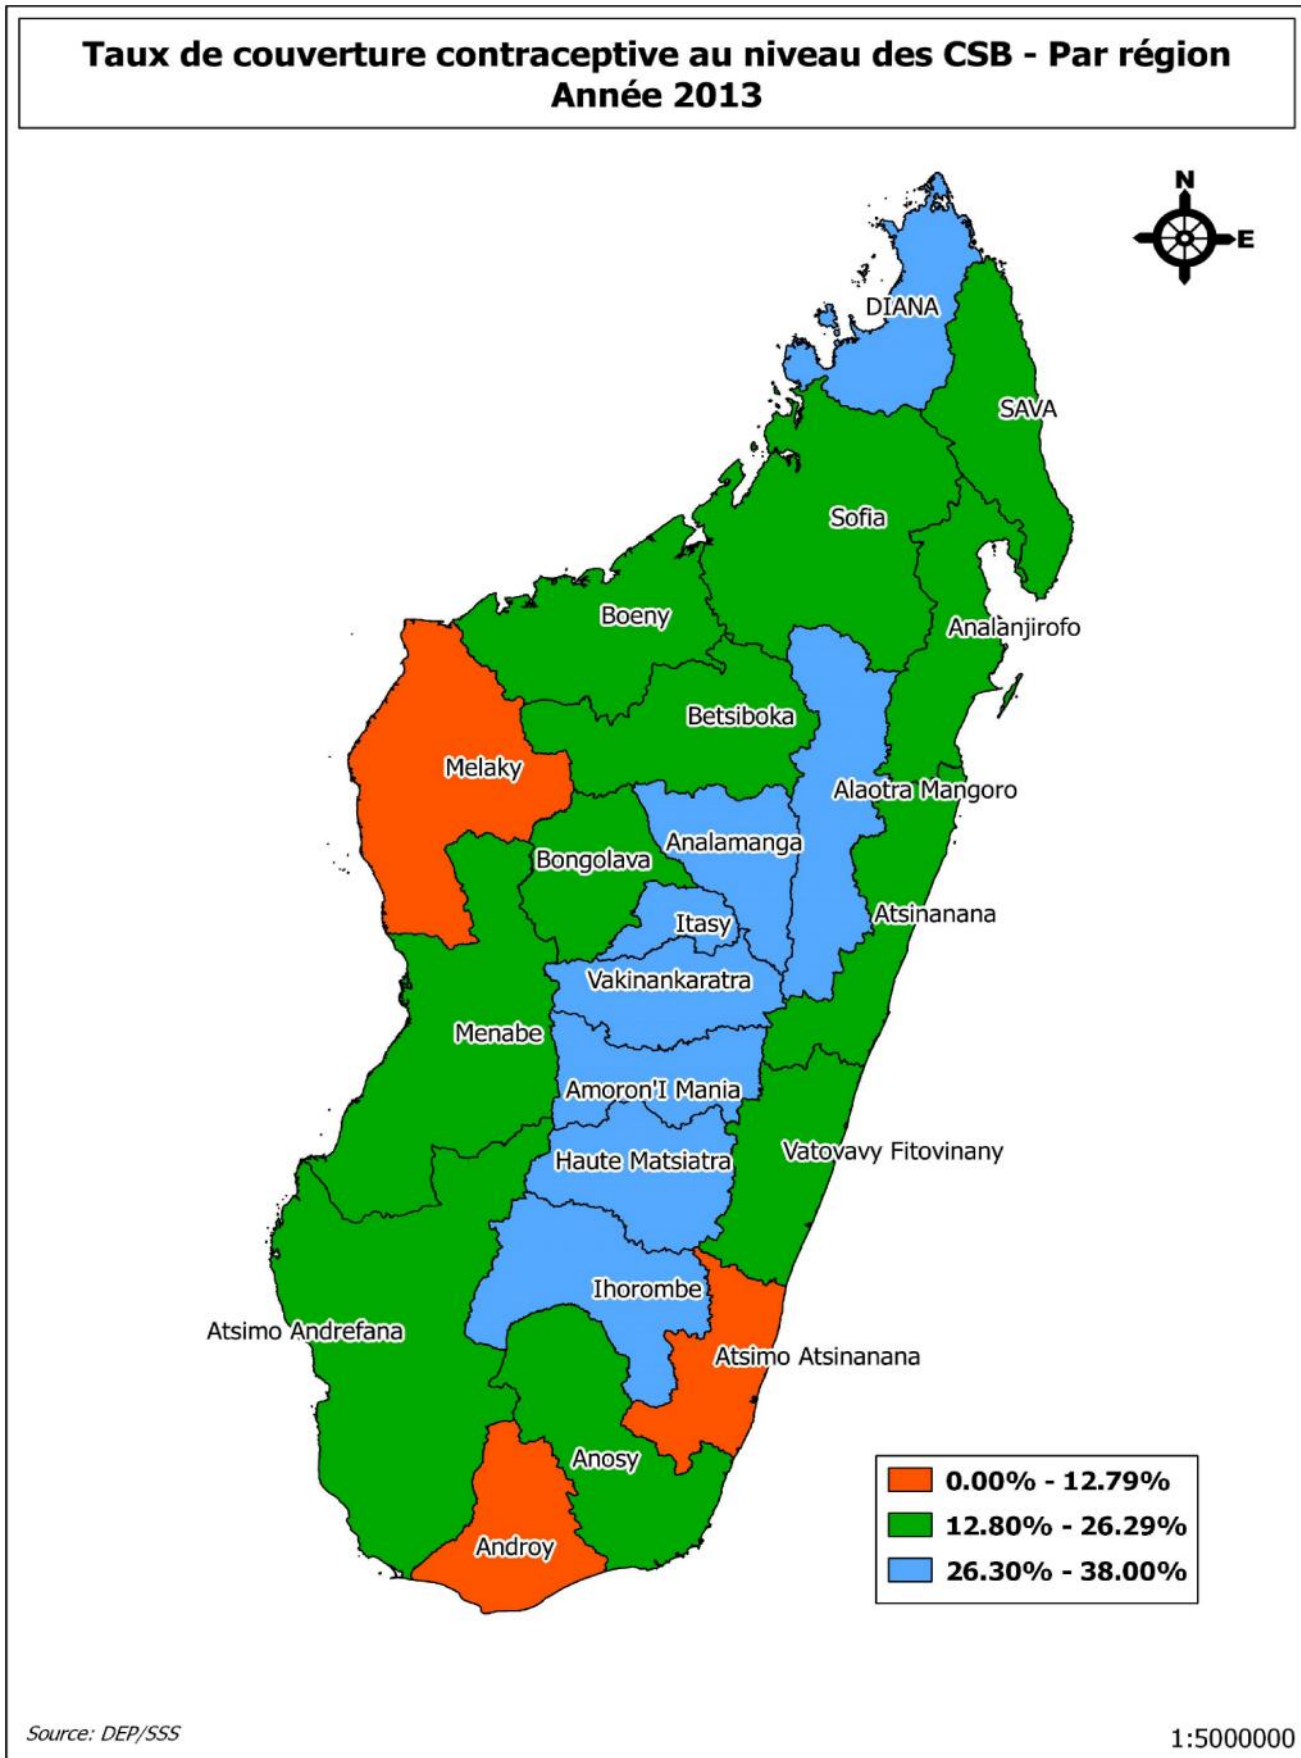 Taux de couverture contraceptive au niveau des CSB - Par région
Année 2013
N
E
DIANA
SAVA
Sofia
Boeny
Analanjirofo
Betsiboka
Melaky
Alaotra Mangoro
Analamanga
Bongolava
Atsinanana
Itasy
Vakinankaratra
Menabe
Amoron'I Mania
Vatovavy Fitovinany
Haute Matsiatra
Ihorombe
Atsimo Andrefana
Atsimo Atsinanana
Anosy
Androy
0.00% - 12.79%
12.80% - 26.29%
26.30% - 38.00%
Source: DEP/SSS
1:5000000